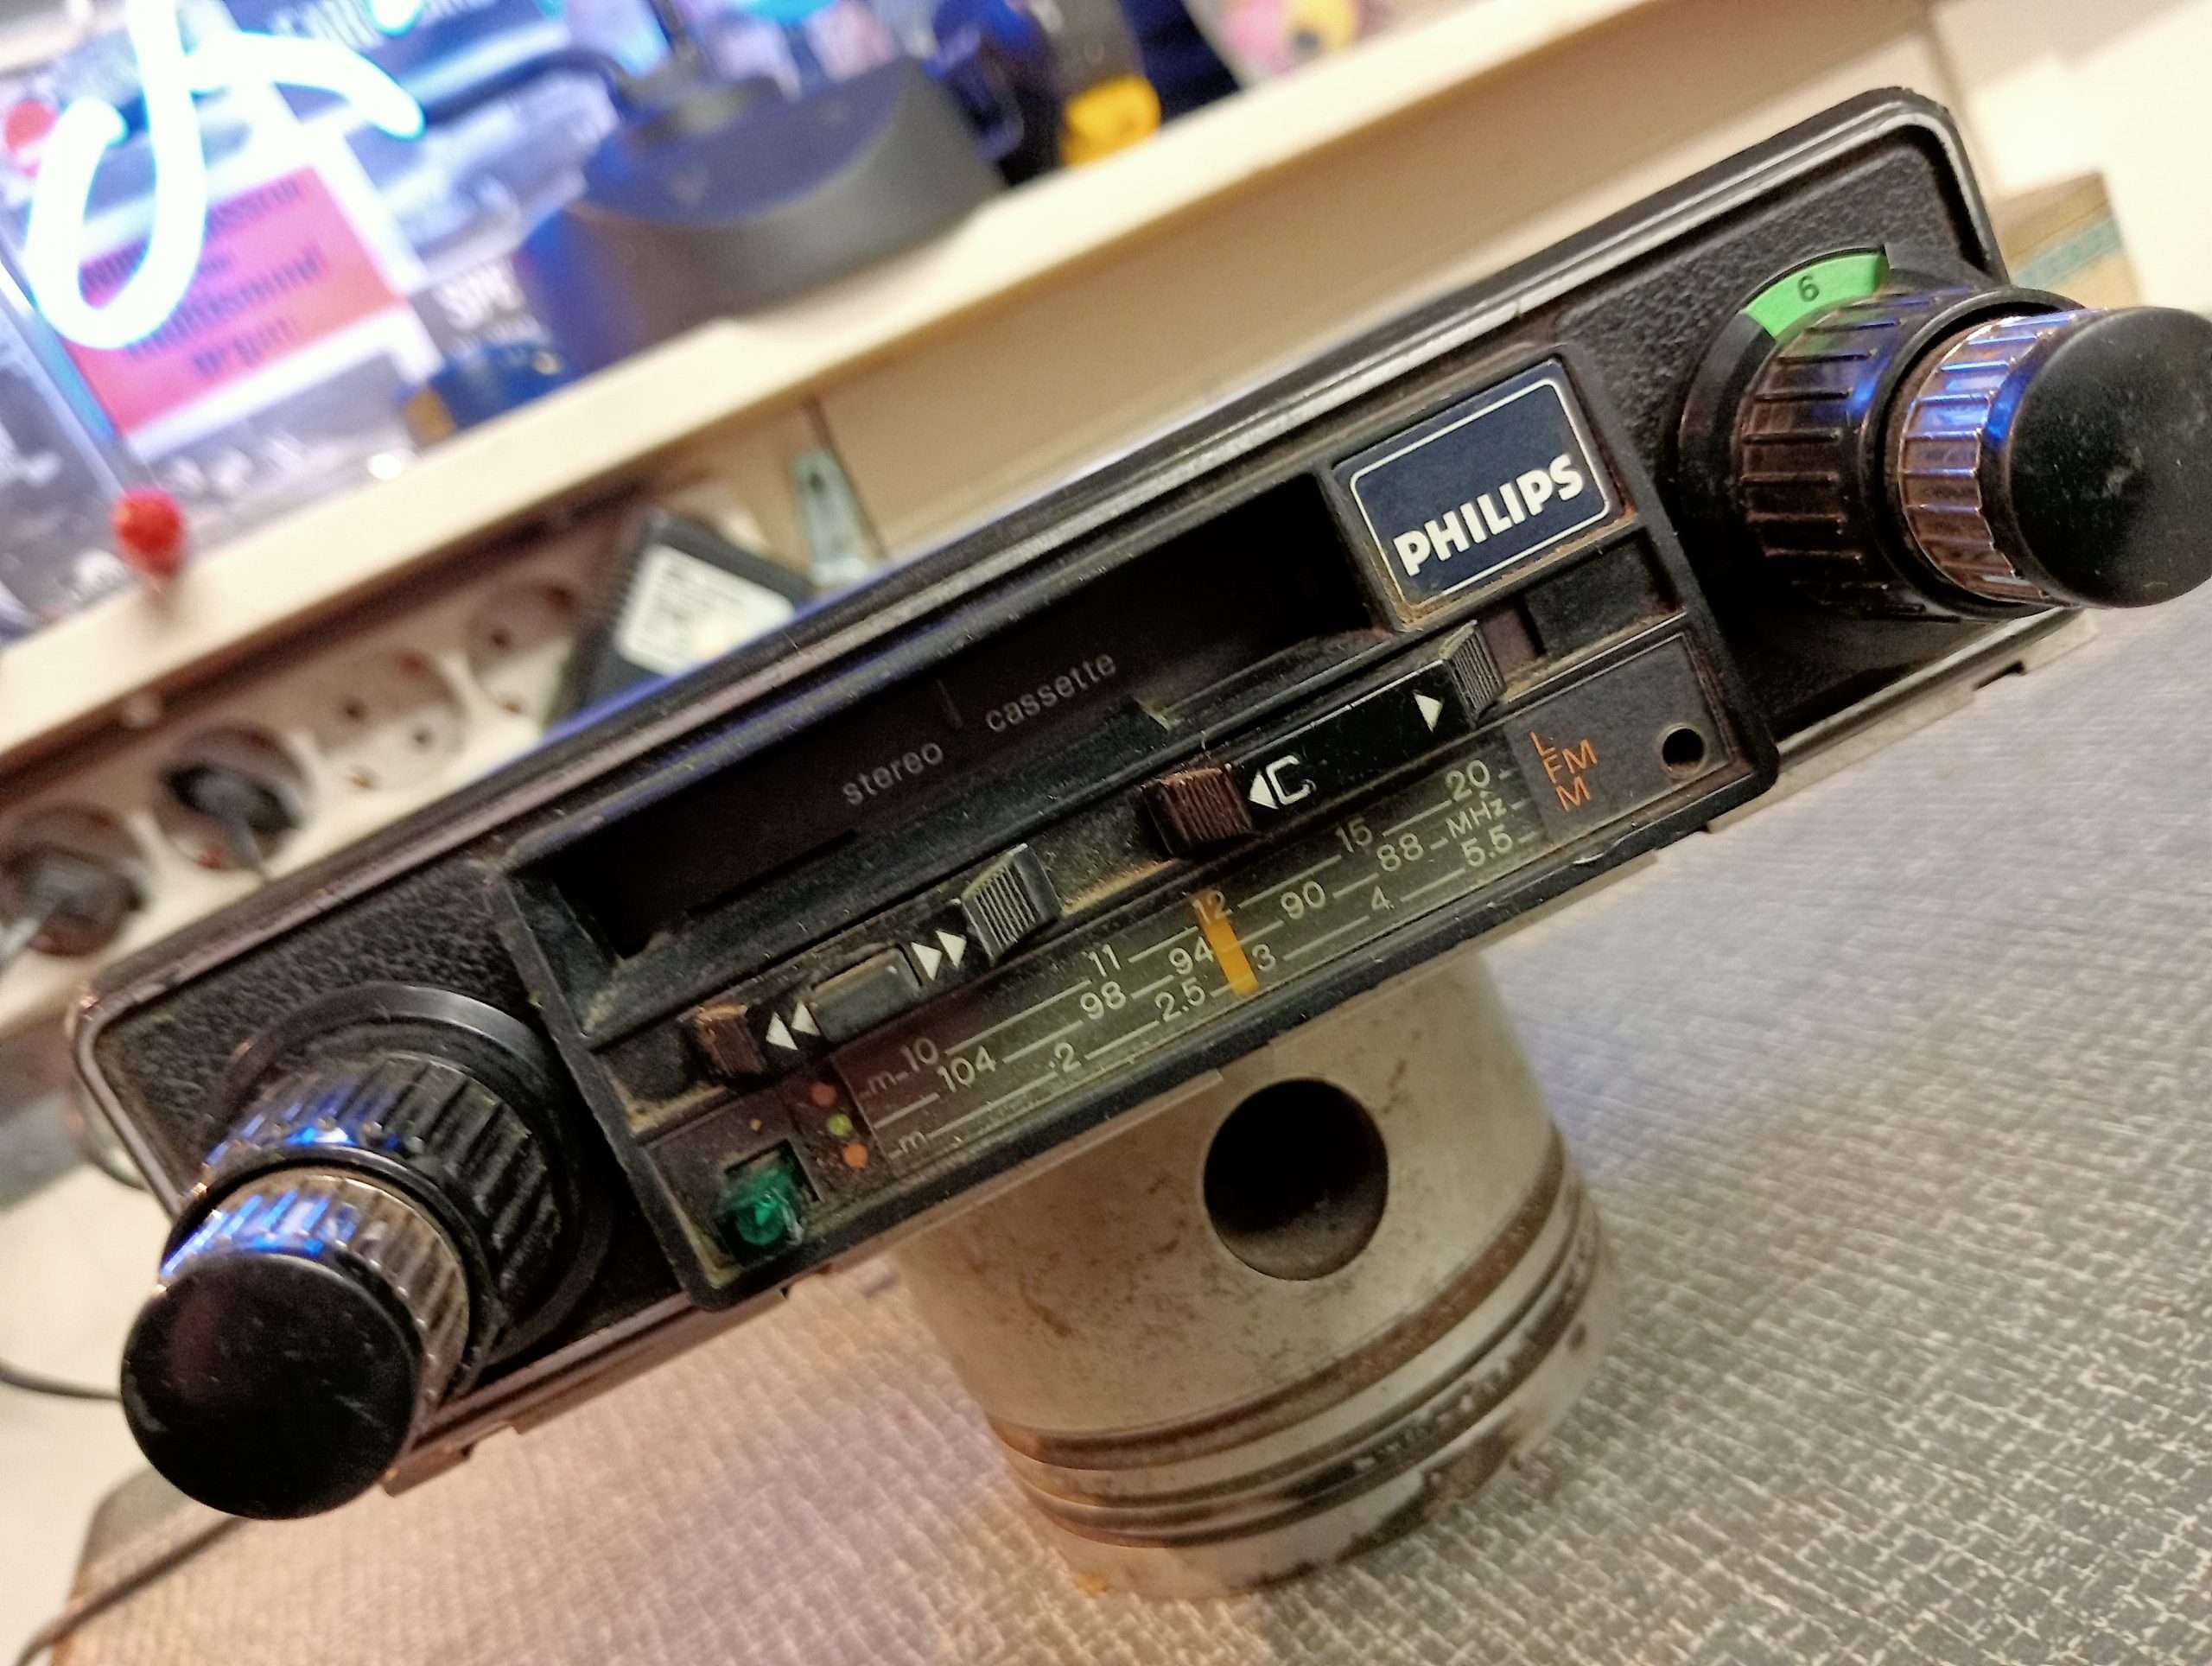 6
PHILIPS
stereo cassette
◀C ▶
◀◀ ▶▶
L
FM
M
m 10 11 12 15 20
104 98 94 90 88 MHz
m 2 2.5 3 4 5.5